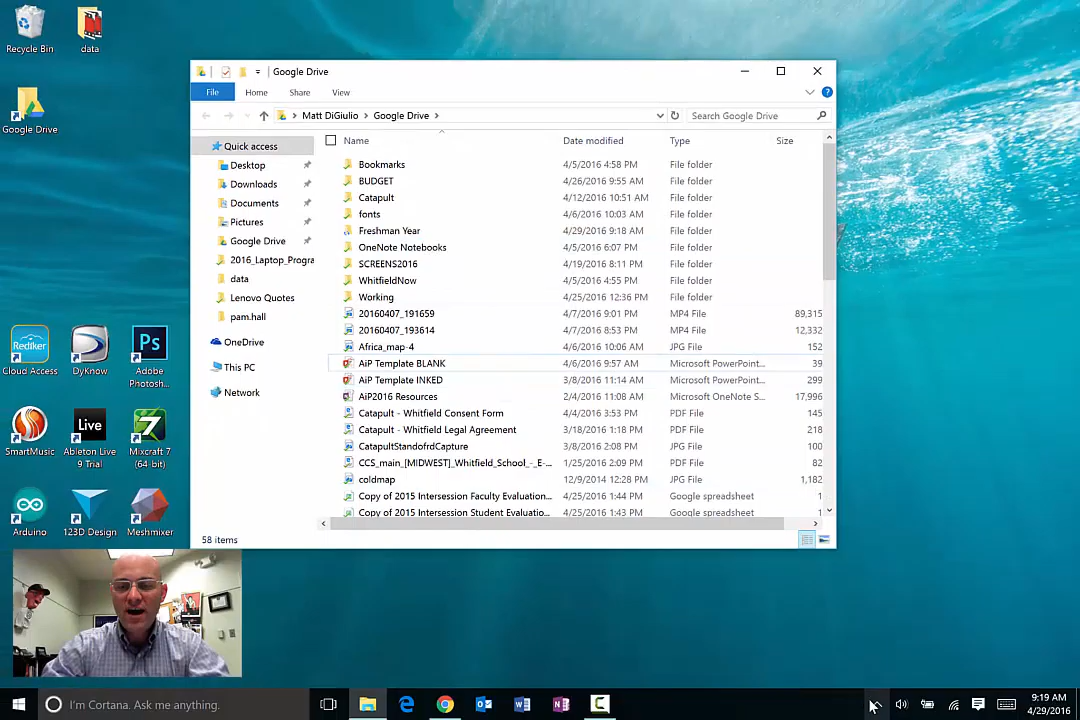 Recycle Bin
data
Google Drive
Google Drive
File
Home
Share
View
Matt DiGiulio
Google Drive
Search Google Drive
Name
Date modified
Type
Size
Quick access
Desktop
Downloads
Documents
Pictures
Google Drive
2016_Laptop_Progra
data
Lenovo Quotes
pam.hall
OneDrive
This PC
Network
Bookmarks 4/5/2016 4:58 PM File folder
BUDGET 4/26/2016 9:55 AM File folder
Catapult 4/12/2016 10:51 AM File folder
fonts 4/6/2016 10:03 AM File folder
Freshman Year 4/29/2016 9:18 AM File folder
OneNote Notebooks 4/5/2016 6:07 PM File folder
SCREENS2016 4/19/2016 8:11 PM File folder
WhitfieldNow 4/5/2016 4:55 PM File folder
Working 4/25/2016 12:36 PM File folder
20160407_191659 4/7/2016 9:01 PM MP4 File 89,315
20160407_193614 4/7/2016 8:53 PM MP4 File 12,332
Africa_map-4 4/6/2016 10:06 AM JPG File 152
AiP Template BLANK 4/6/2016 9:57 AM Microsoft PowerPoint... 39
AiP Template INKED 3/8/2016 11:14 AM Microsoft PowerPoint... 299
AiP2016 Resources 2/4/2016 11:08 AM Microsoft OneNote S... 17,996
Catapult - Whitfield Consent Form 4/4/2016 3:53 PM PDF File 145
Catapult - Whitfield Legal Agreement 3/18/2016 1:18 PM PDF File 218
CatapultStandofrdCapture 3/8/2016 2:08 PM JPG File 100
CCS_main_[MIDWEST]_Whitfield_School_-_E-... 1/25/2016 2:09 PM PDF File 82
coldmap 12/9/2014 12:28 PM JPG File 1,182
Copy of 2015 Intersession Faculty Evaluation... 4/25/2016 1:44 PM Google spreadsheet 1
Copy of 2015 Intersession Student Evaluatio... 4/25/2016 1:43 PM Google spreadsheet 1
58 items
Rediker
Cloud Access
DyKnow
Ps
Adobe
Photosh...
SmartMusic
Live
Ableton Live
9 Trial
Mixcraft 7
(64-bit)
Arduino
123D Design
Meshmixer
I'm Cortana. Ask me anything.
9:19 AM
4/29/2016